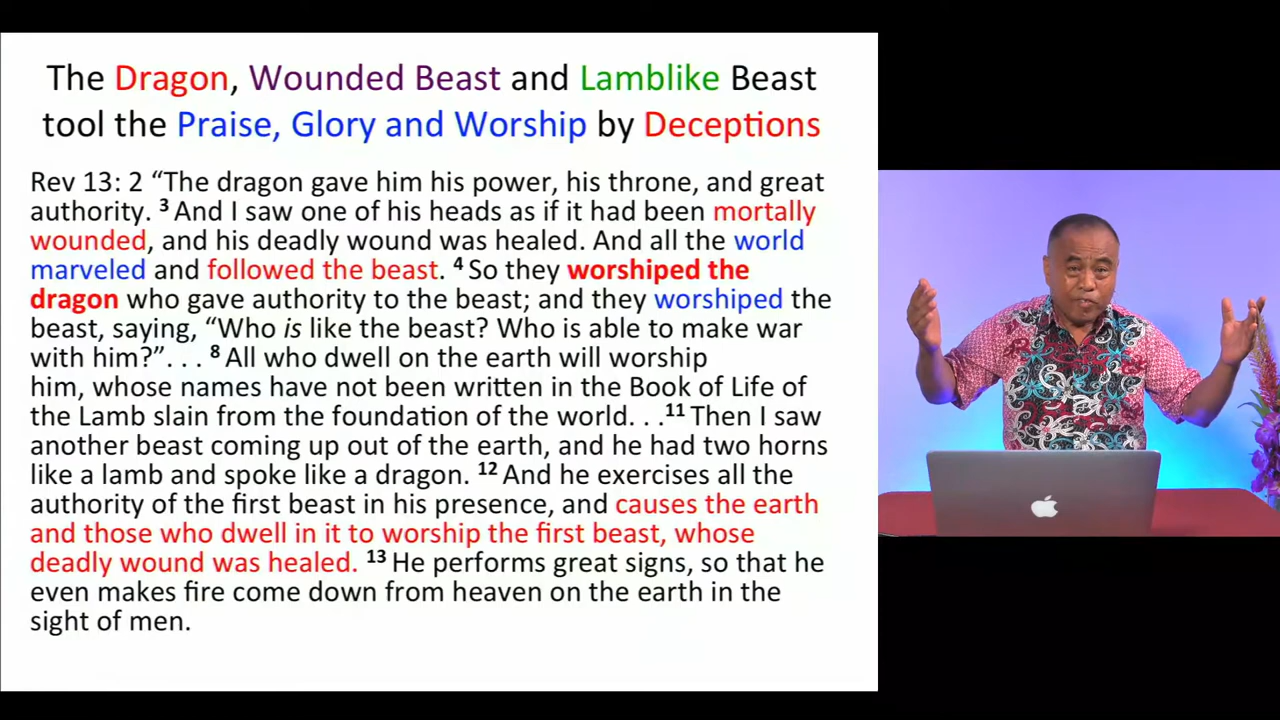 The Dragon, Wounded Beast and Lamblike Beast
tool the Praise, Glory and Worship by Deceptions
Rev 13: 2 “The dragon gave him his power, his throne, and great
authority. 3 And I saw one of his heads as if it had been mortally
wounded, and his deadly wound was healed. And all the world
marveled and followed the beast. 4 So they worshiped the
dragon who gave authority to the beast; and they worshiped the
beast, saying, “Who is like the beast? Who is able to make war
with him?”. . . 8 All who dwell on the earth will worship
him, whose names have not been written in the Book of Life of
the Lamb slain from the foundation of the world. . .11 Then I saw
another beast coming up out of the earth, and he had two horns
like a lamb and spoke like a dragon. 12 And he exercises all the
authority of the first beast in his presence, and causes the earth
and those who dwell in it to worship the first beast, whose
deadly wound was healed. 13 He performs great signs, so that he
even makes fire come down from heaven on the earth in the
sight of men.